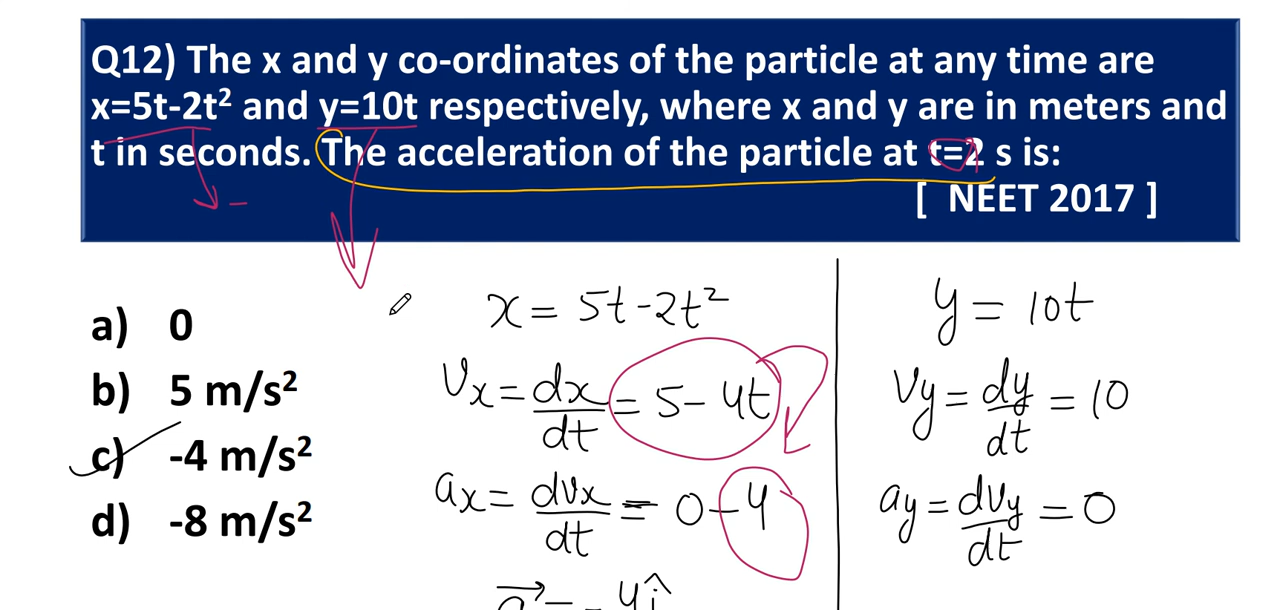 Q12) The x and y co-ordinates of the particle at any time are
x=5t-2t² and y=10t respectively, where x and y are in meters and
t in seconds. The acceleration of the particle at t=2 s is:
[ NEET 2017 ]
a) 0
b) 5 m/s²
c) -4 m/s²
d) -8 m/s²
x = 5t - 2t²
Vx = dx/dt = 5 - 4t
ax = dvx/dt = 0 - 4
a⃗ = -4î
y = 10t
Vy = dy/dt = 10
ay = dvy/dt = 0